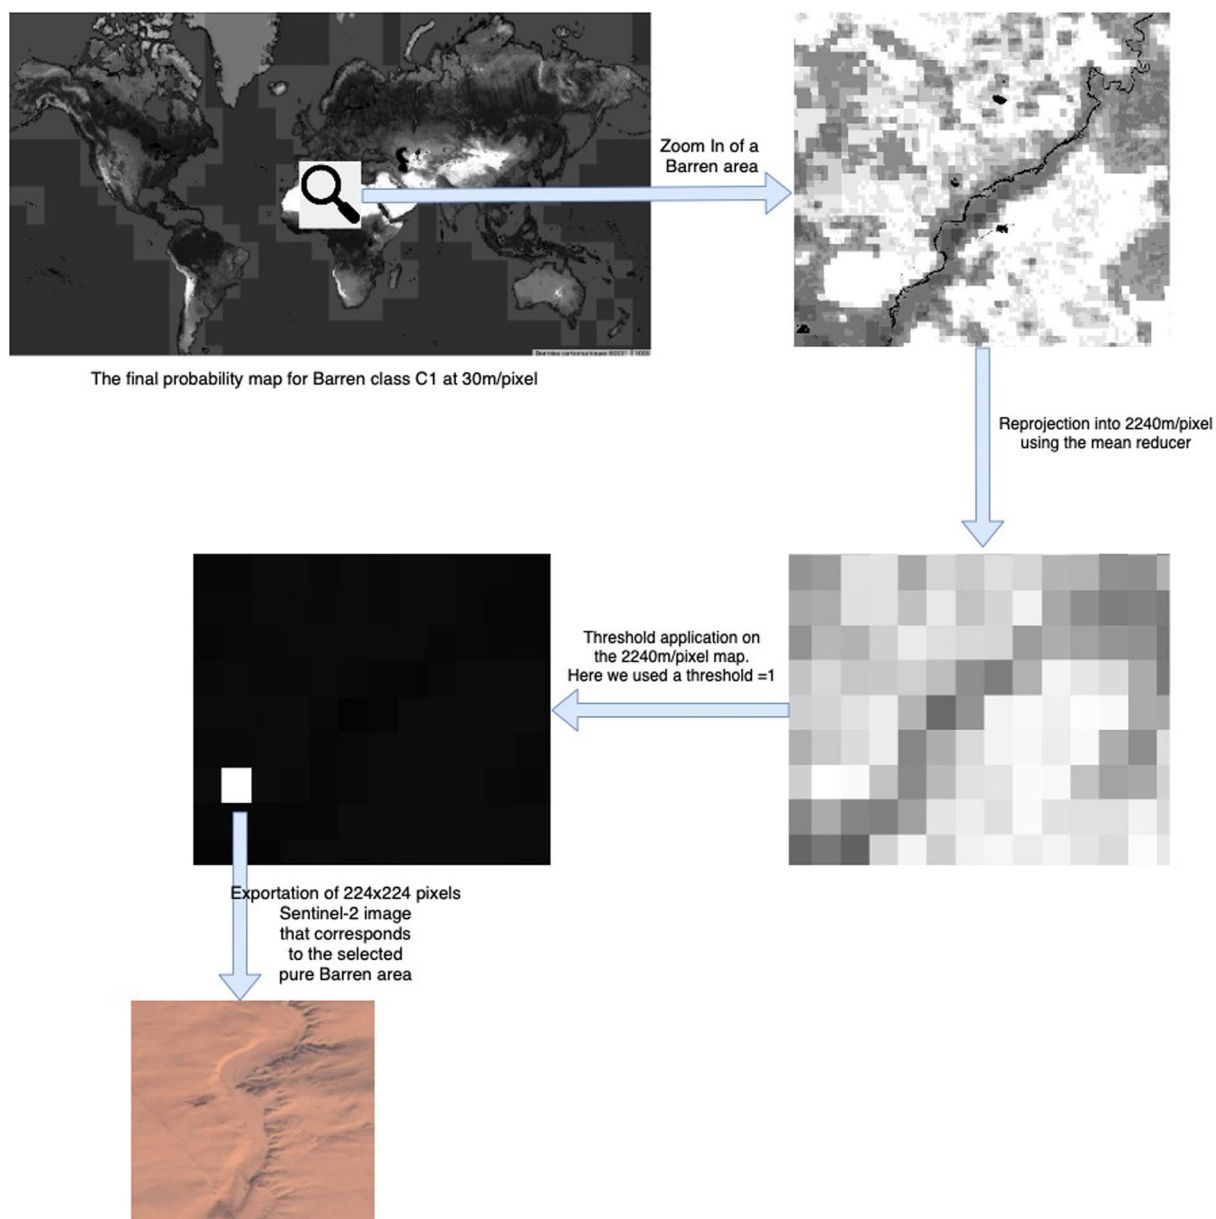 Zoom In of a
Barren area
The final probability map for Barren class C1 at 30m/pixel
Reprojection into 2240m/pixel
using the mean reducer
Threshold application on
the 2240m/pixel map.
Here we used a threshold =1
Exportation of 224x224 pixels
Sentinel-2 image
that corresponds
to the selected
pure Barren area